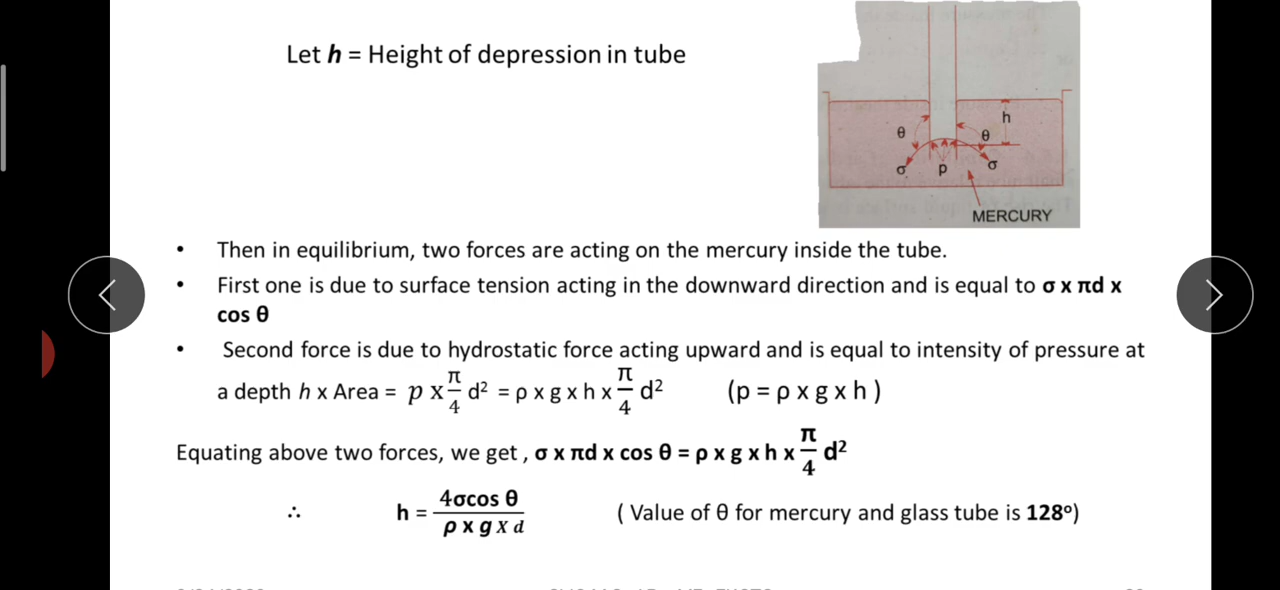 Let h = Height of depression in tube
h
θ
θ
σ
p
σ
MERCURY
• Then in equilibrium, two forces are acting on the mercury inside the tube.
• First one is due to surface tension acting in the downward direction and is equal to σ x πd x
cos θ
• Second force is due to hydrostatic force acting upward and is equal to intensity of pressure at
a depth h x Area = p x π/4 d² = ρ x g x h x π/4 d² (p = ρ x g x h )
Equating above two forces, we get , σ x πd x cos θ = ρ x g x h x π/4 d²
∴ h = 4σcos θ / ρ x g x d ( Value of θ for mercury and glass tube is 128°)